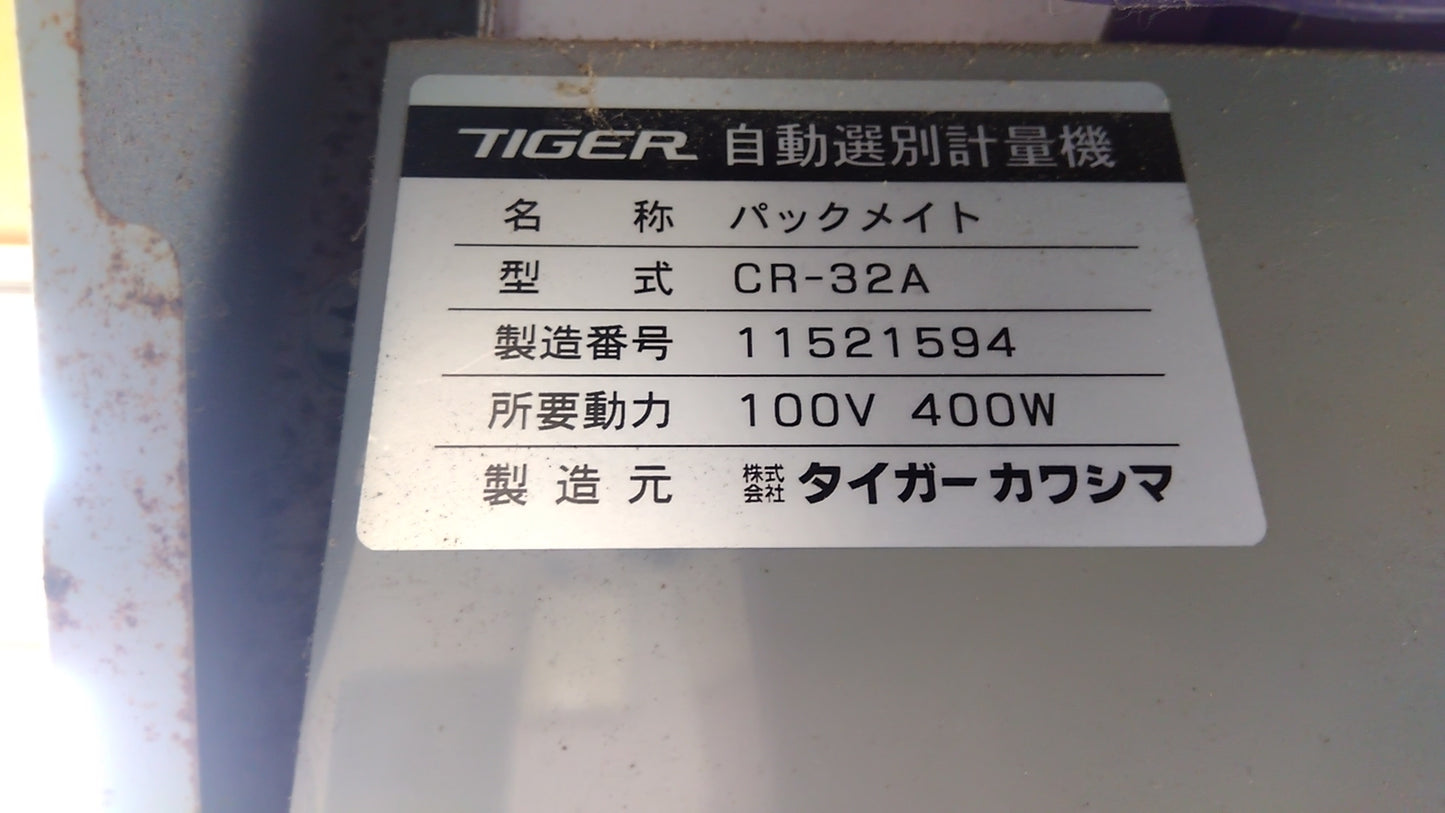 TIGER 自動選別計量機
名称 パックメイト
型式 CR-32A
製造番号 11521594
所要動力 100V 400W
製造元 株式会社 タイガーカワシマ